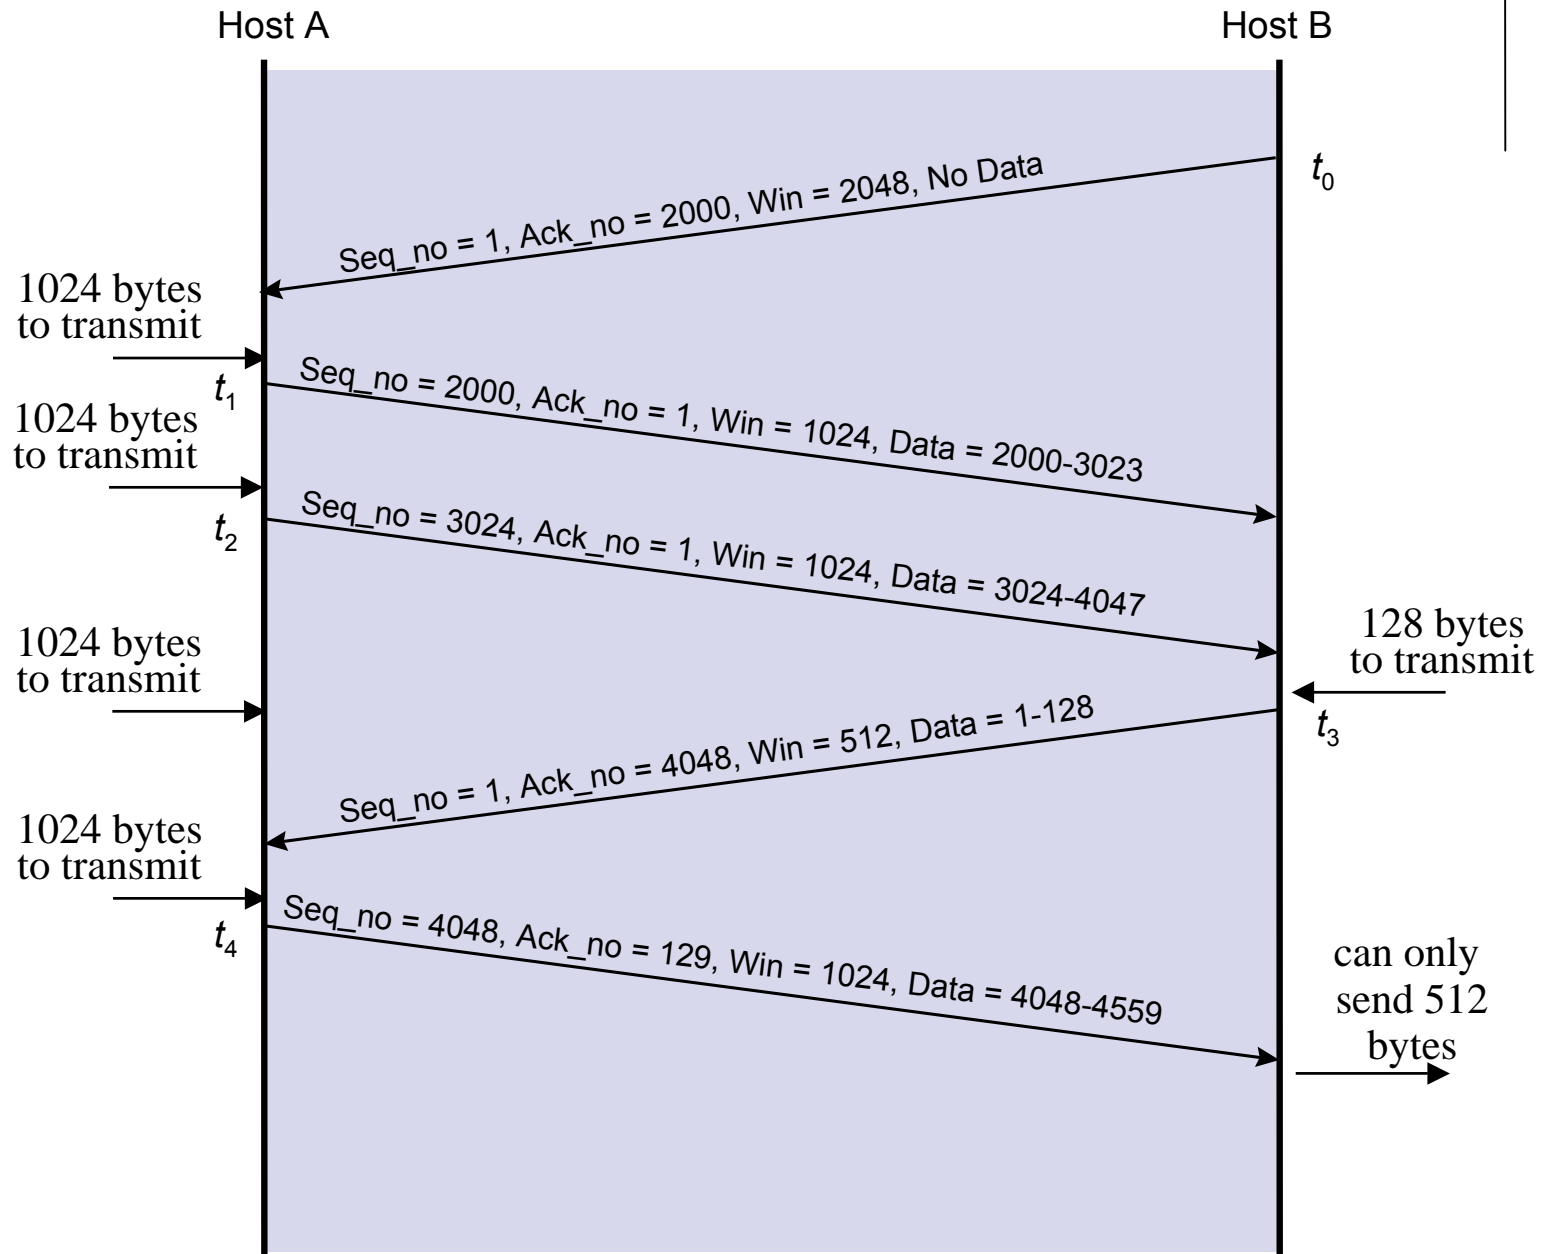 Host A
Host B
t0
Seq_no = 1, Ack_no = 2000, Win = 2048, No Data
1024 bytes
to transmit
t1
Seq_no = 2000, Ack_no = 1, Win = 1024, Data = 2000-3023
1024 bytes
to transmit
t2
Seq_no = 3024, Ack_no = 1, Win = 1024, Data = 3024-4047
1024 bytes
to transmit
128 bytes
to transmit
t3
Seq_no = 1, Ack_no = 4048, Win = 512, Data = 1-128
1024 bytes
to transmit
t4
Seq_no = 4048, Ack_no = 129, Win = 1024, Data = 4048-4559
can only
send 512
bytes